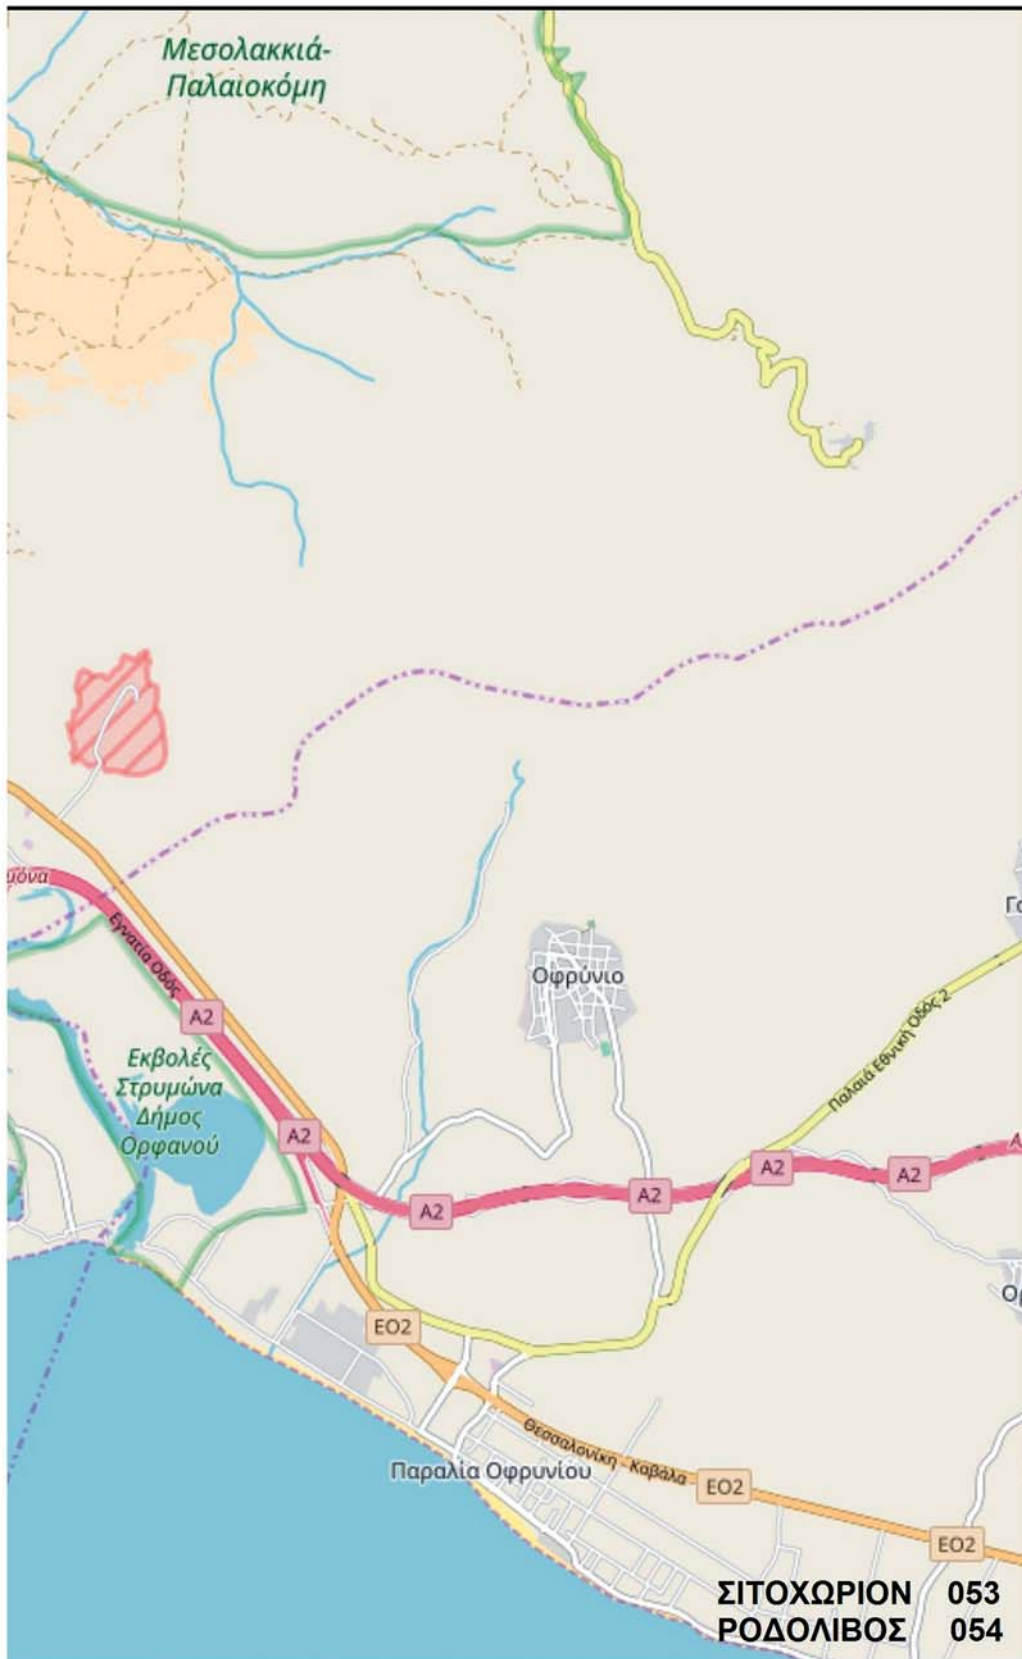 Μεσολακκιά-
Παλαιοκόμη
Εγνατία Οδός
A2
Οφρύνιο
Παλαιά Εθνική Οδός 2
Εκβολές
Στρυμώνα
Δήμος
Ορφανού
A2
A2
A2
A2
A2
EO2
Θεσσαλονίκη - Καβάλα
Παραλία Οφρυνίου
EO2
EO2
ΣΙΤΟΧΩΡΙΟΝ 053
ΡΟΔΟΛΙΒΟΣ 054